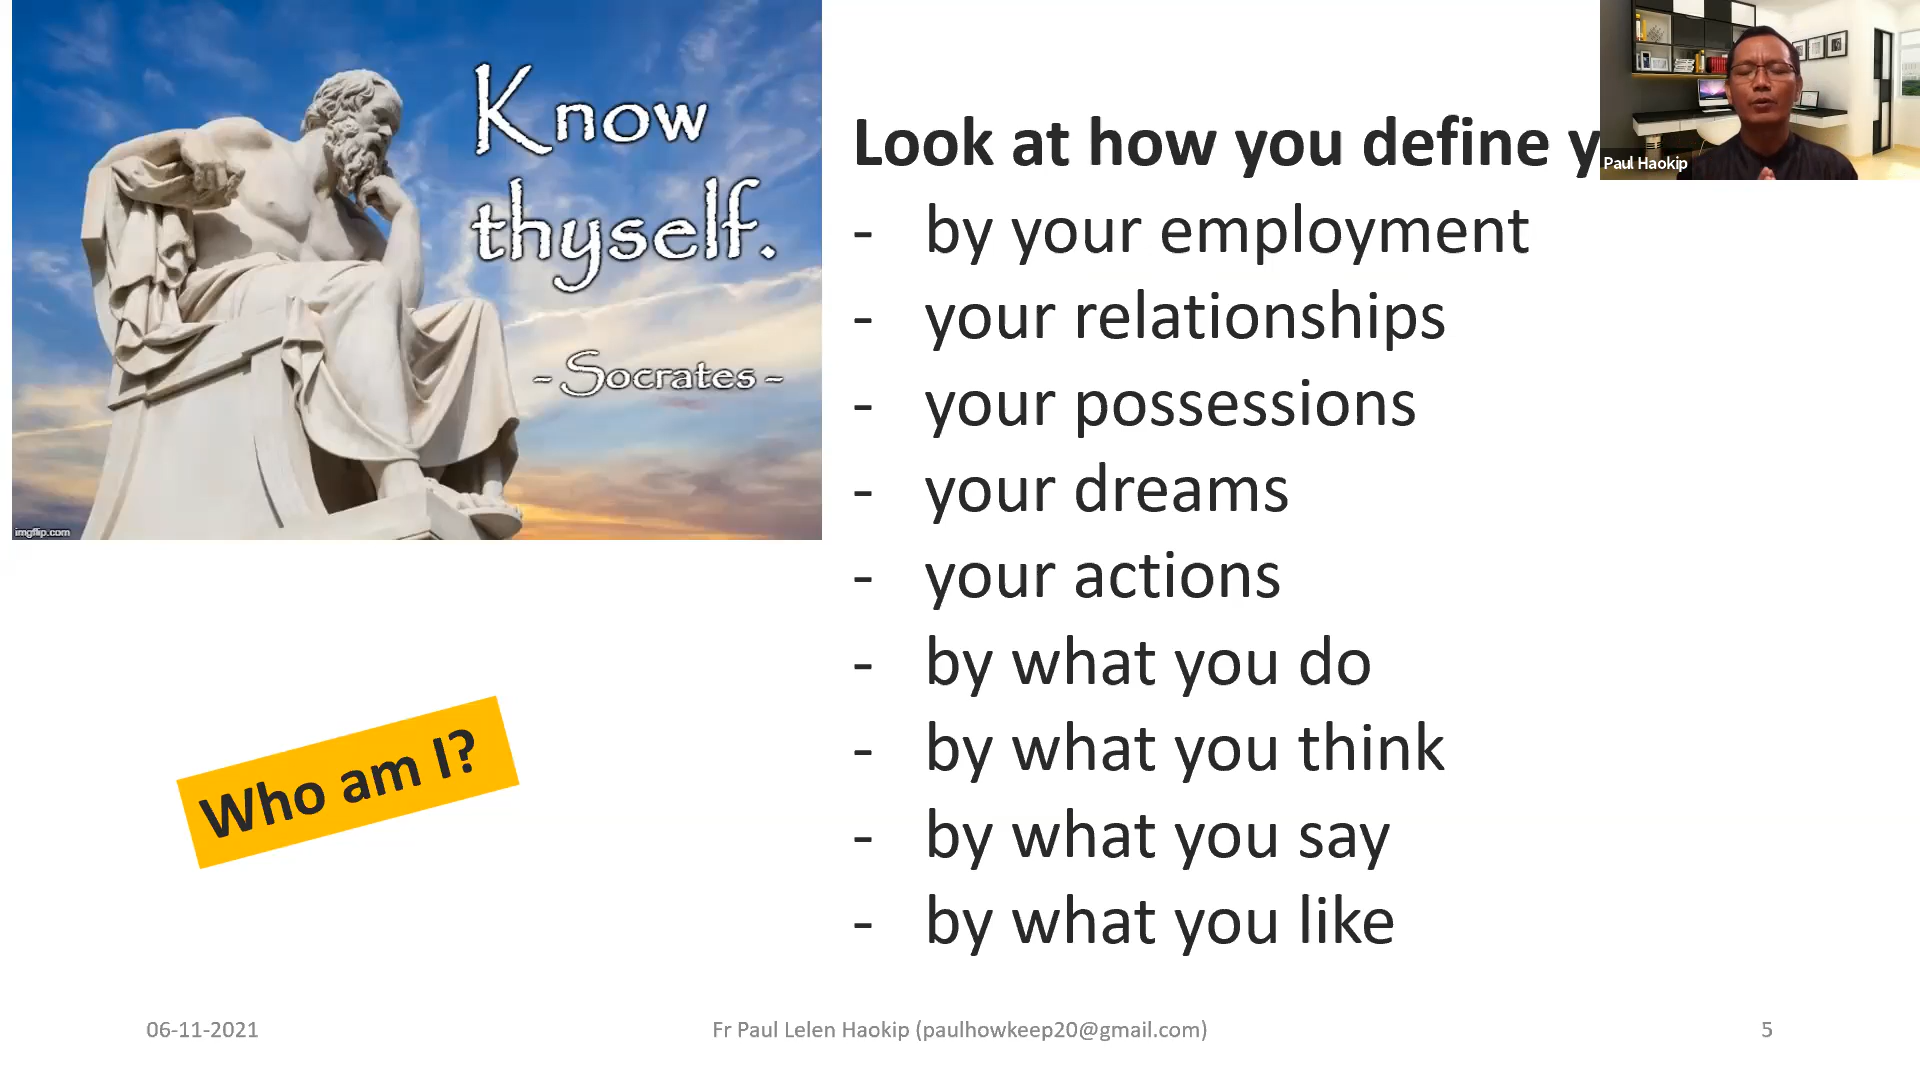 Know
thyself.
- Socrates -
imgflip.com
Who am I?
Look at how you define
- by your employment
- your relationships
- your possessions
- your dreams
- your actions
- by what you do
- by what you think
- by what you say
- by what you like
Paul Haokip
06-11-2021
Fr Paul Lelen Haokip (paulhowkeep20@gmail.com)
5